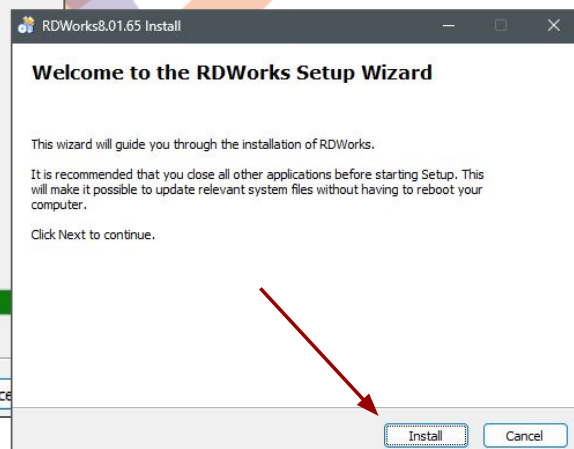 RDWorks8.01.65 Install
Welcome to the RDWorks Setup Wizard
This wizard will guide you through the installation of RDWorks.
It is recommended that you close all other applications before starting Setup. This
will make it possible to update relevant system files without having to reboot your
computer.
Click Next to continue.
Install Cancel